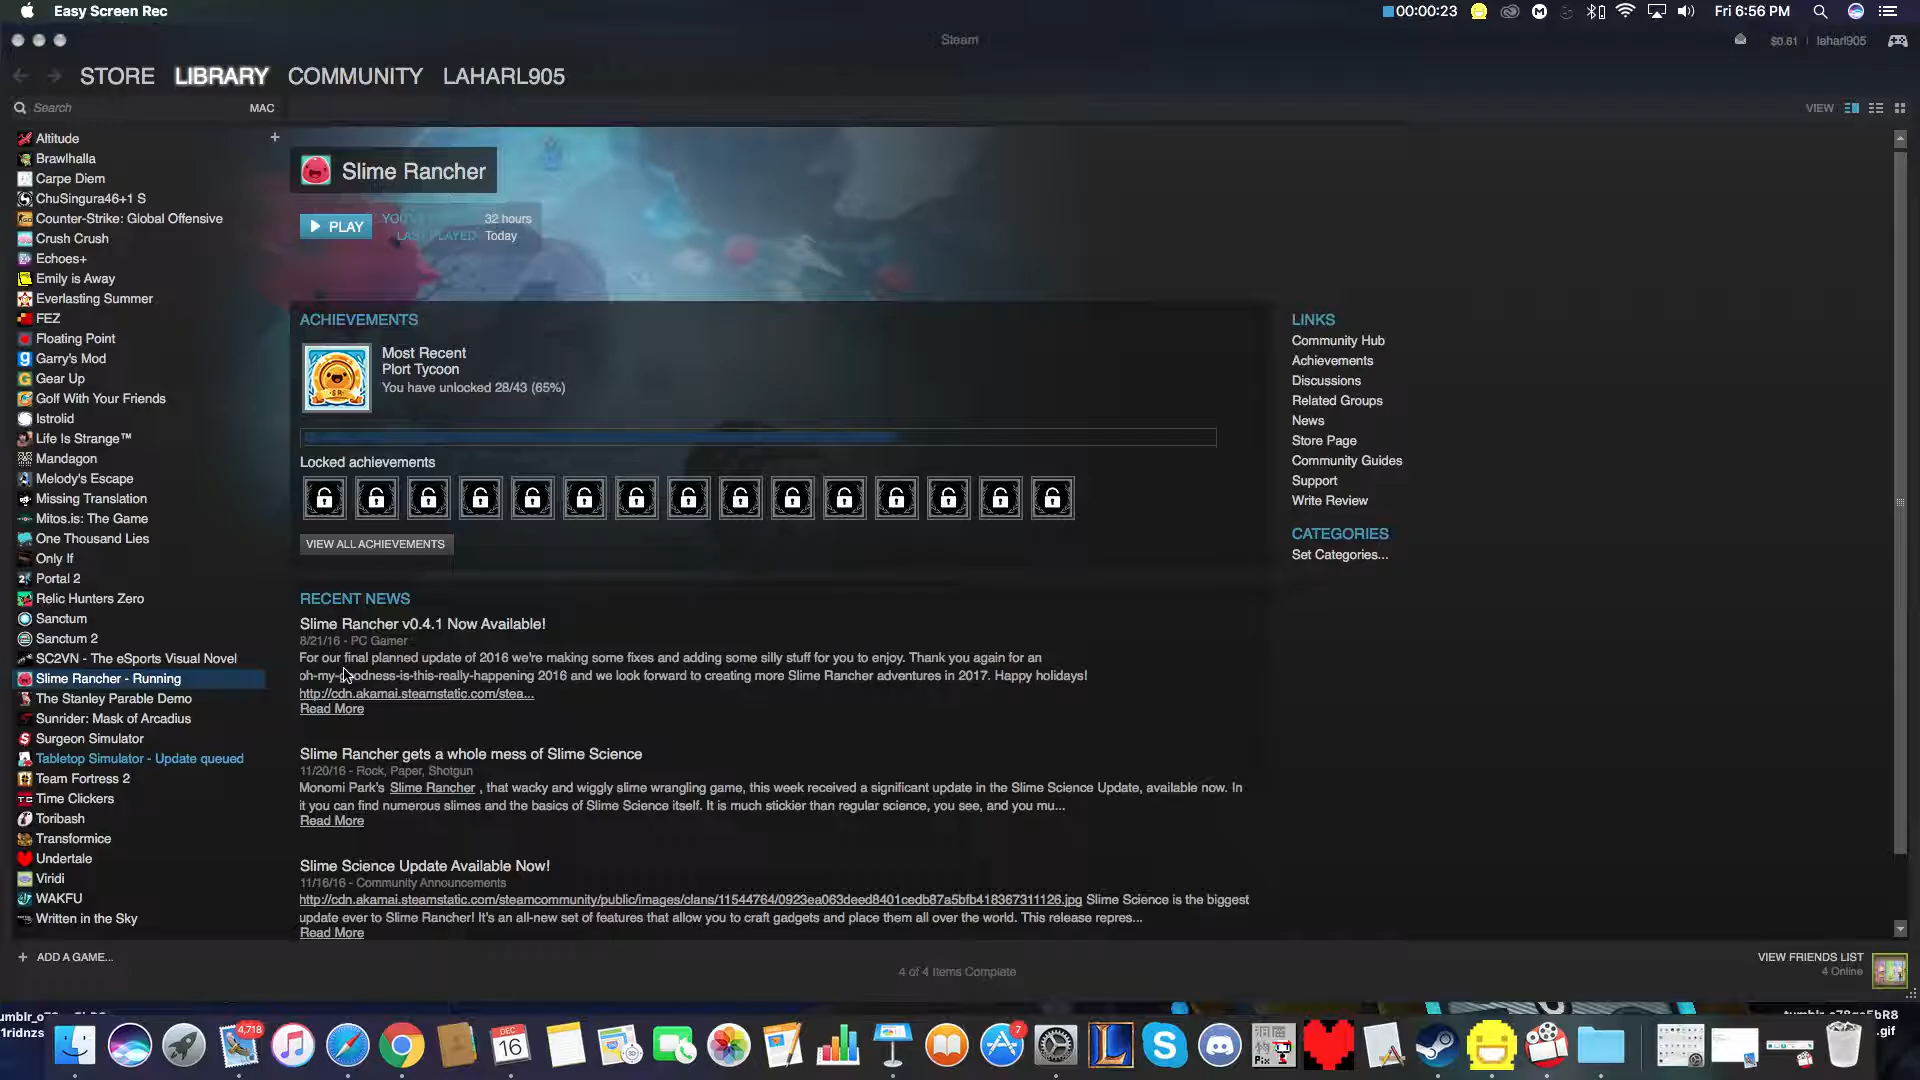 Easy Screen Rec
00:00:23
Fri 6:56 PM
Steam
$0.61
laharl905
STORE
LIBRARY
COMMUNITY
LAHARL905
Search
MAC
VIEW
Altitude
Brawlhalla
Carpe Diem
ChuSingura46+1 S
Counter-Strike: Global Offensive
Crush Crush
Echoes+
Emily is Away
Everlasting Summer
FEZ
Floating Point
Garry's Mod
Gear Up
Golf With Your Friends
Istrolid
Life Is Strange™
Mandagon
Melody's Escape
Missing Translation
Mitos.is: The Game
One Thousand Lies
Only If
Portal 2
Relic Hunters Zero
Sanctum
Sanctum 2
SC2VN - The eSports Visual Novel
Slime Rancher - Running
The Stanley Parable Demo
Sunrider: Mask of Arcadius
Surgeon Simulator
Tabletop Simulator - Update queued
Team Fortress 2
Time Clickers
Toribash
Transformice
Undertale
Viridi
WAKFU
Written in the Sky
+ ADD A GAME...
Slime Rancher
PLAY
32 hours
LAST PLAYED Today
ACHIEVEMENTS
Most Recent
Plort Tycoon
You have unlocked 28/43 (65%)
Locked achievements
VIEW ALL ACHIEVEMENTS
RECENT NEWS
Slime Rancher v0.4.1 Now Available!
8/21/16 - PC Gamer
For our final planned update of 2016 we're making some fixes and adding some silly stuff for you to enjoy. Thank you again for an
oh-my-goodness-is-this-really-happening 2016 and we look forward to creating more Slime Rancher adventures in 2017. Happy holidays!
http://cdn.akamai.steamstatic.com/stea...
Read More
Slime Rancher gets a whole mess of Slime Science
11/20/16 - Rock, Paper, Shotgun
Monomi Park's Slime Rancher , that wacky and wiggly slime wrangling game, this week received a significant update in the Slime Science Update, available now. In
it you can find numerous slimes and the basics of Slime Science itself. It is much stickier than regular science, you see, and you mu...
Read More
Slime Science Update Available Now!
11/16/16 - Community Announcements
http://cdn.akamai.steamstatic.com/steamcommunity/public/images/clans/11544764/0923ea063deed8401cedb87a5bfb418367311126.jpg Slime Science is the biggest
update ever to Slime Rancher! It's an all-new set of features that allow you to craft gadgets and place them all over the world. This release repres...
Read More
LINKS
Community Hub
Achievements
Discussions
Related Groups
News
Store Page
Community Guides
Support
Write Review
CATEGORIES
Set Categories...
4 of 4 Items Complete
VIEW FRIENDS LIST
4 Online
1ridnzs
.gif
4,718
DEC
16
7